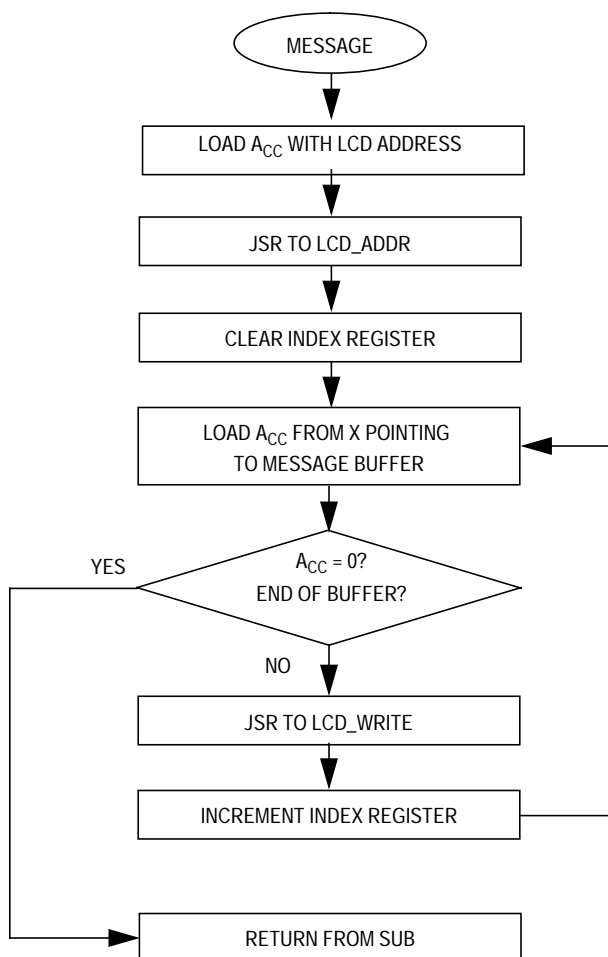 MESSAGE
LOAD ACC WITH LCD ADDRESS
JSR TO LCD_ADDR
CLEAR INDEX REGISTER
LOAD ACC FROM X POINTING
TO MESSAGE BUFFER
YES
ACC = 0?
END OF BUFFER?
NO
JSR TO LCD_WRITE
INCREMENT INDEX REGISTER
RETURN FROM SUB